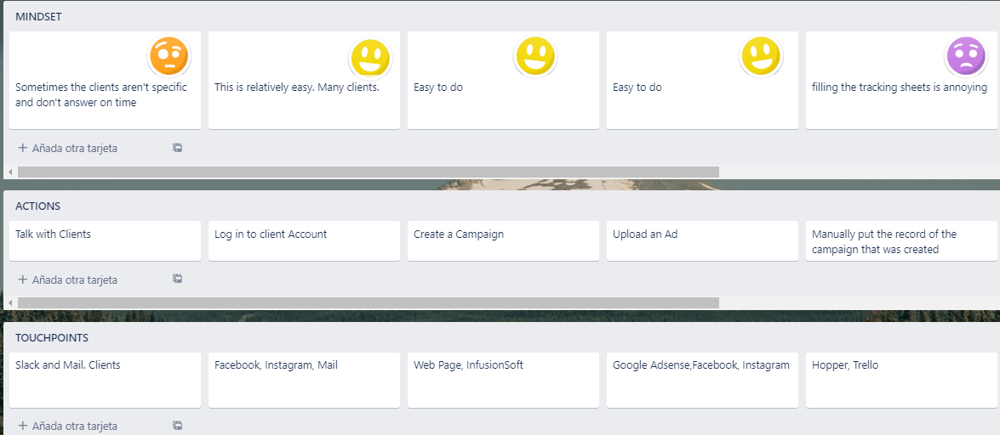 MINDSET
Sometimes the clients aren't specific
and don't answer on time
This is relatively easy. Many clients.
Easy to do
Easy to do
filling the tracking sheets is annoying
+ Añada otra tarjeta
ACTIONS
Talk with Clients
Log in to client Account
Create a Campaign
Upload an Ad
Manually put the record of the
campaign that was created
+ Añada otra tarjeta
TOUCHPOINTS
Slack and Mail. Clients
Facebook, Instagram, Mail
Web Page, InfusionSoft
Google Adsense,Facebook, Instagram
Hopper, Trello
+ Añada otra tarjeta